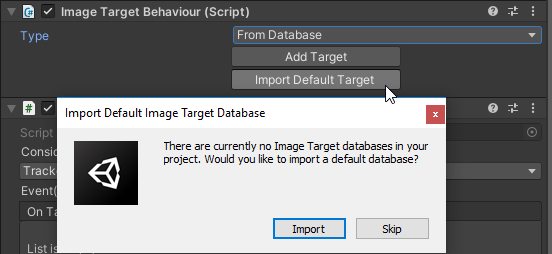 Image Target Behaviour (Script)
Type
From Database
Add Target
Import Default Target
Import Default Image Target Database
x
There are currently no Image Target databases in your
project. Would you like to import a default database?
Import
Skip
Script
Consid
Tracke
Event(
On Ta
List is